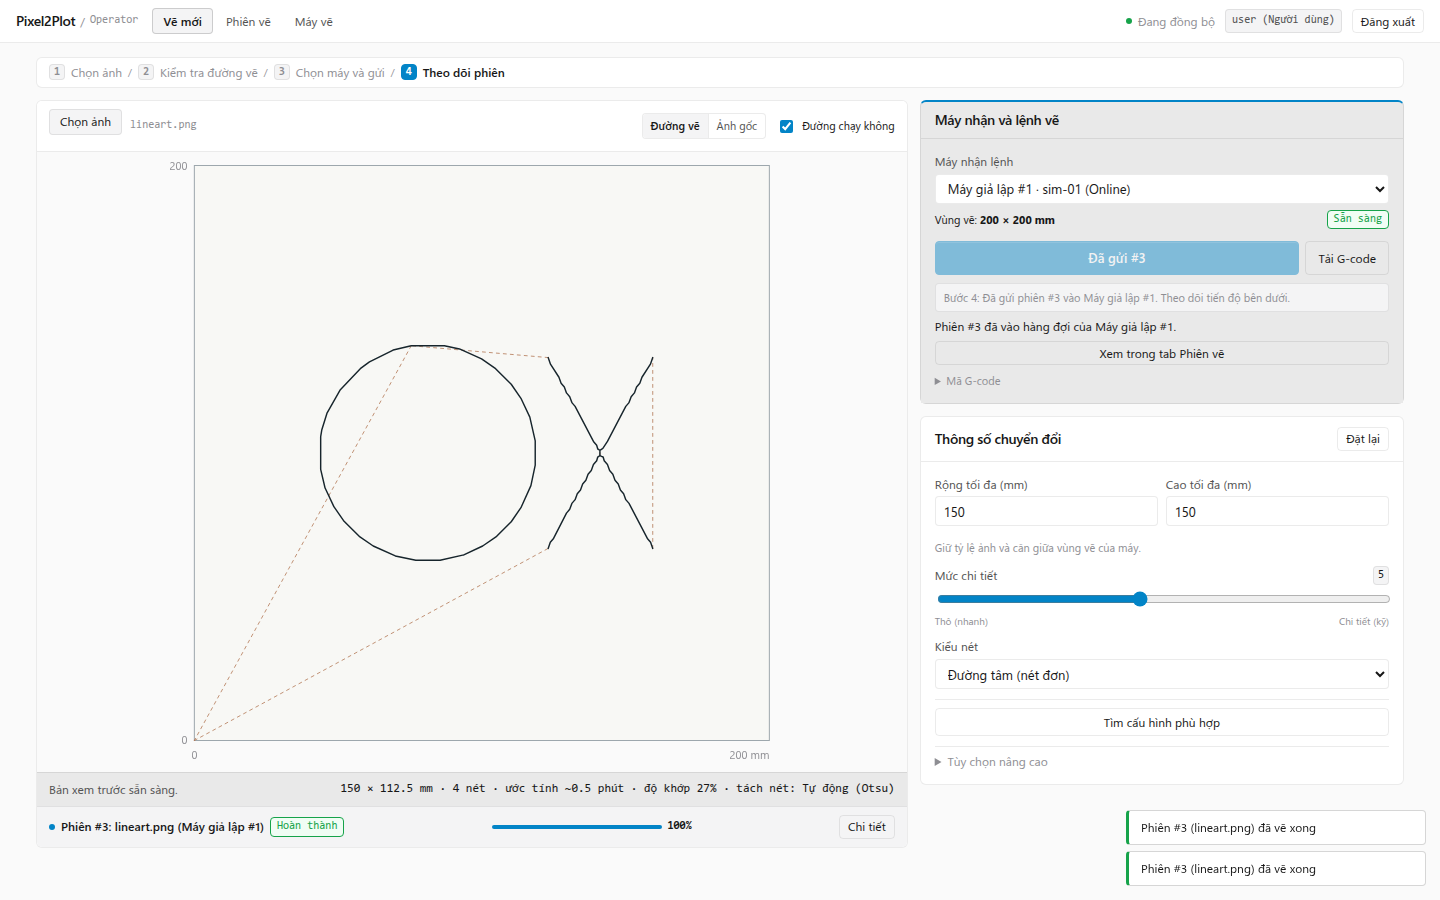 Pixel2Plot / Operator Vẽ mới Phiên vẽ Máy vẽ Đang đồng bộ user (Người dùng) Đăng xuất
1 Chọn ảnh / 2 Kiểm tra đường vẽ / 3 Chọn máy và gửi / 4 Theo dõi phiên
Chọn ảnh lineart.png Đường vẽ Ảnh gốc Đường chạy không
200
0
0 200 mm
Bản xem trước sẵn sàng. 150 × 112.5 mm · 4 nét · ước tính ~0.5 phút · độ khớp 27% · tách nét: Tự động (Otsu)
Phiên #3: lineart.png (Máy giả lập #1) Hoàn thành 100% Chi tiết
Máy nhận và lệnh vẽ
Máy nhận lệnh
Máy giả lập #1 · sim-01 (Online)
Vùng vẽ: 200 × 200 mm Sẵn sàng
Đã gửi #3 Tải G-code
Bước 4: Đã gửi phiên #3 vào Máy giả lập #1. Theo dõi tiến độ bên dưới.
Phiên #3 đã vào hàng đợi của Máy giả lập #1.
Xem trong tab Phiên vẽ
Mã G-code
Thông số chuyển đổi Đặt lại
Rộng tối đa (mm) Cao tối đa (mm)
150 150
Giữ tỷ lệ ảnh và căn giữa vùng vẽ của máy.
Mức chi tiết 5
Thô (nhanh) Chi tiết (kỹ)
Kiểu nét
Đường tâm (nét đơn)
Tìm cấu hình phù hợp
Tùy chọn nâng cao
Phiên #3 (lineart.png) đã vẽ xong
Phiên #3 (lineart.png) đã vẽ xong